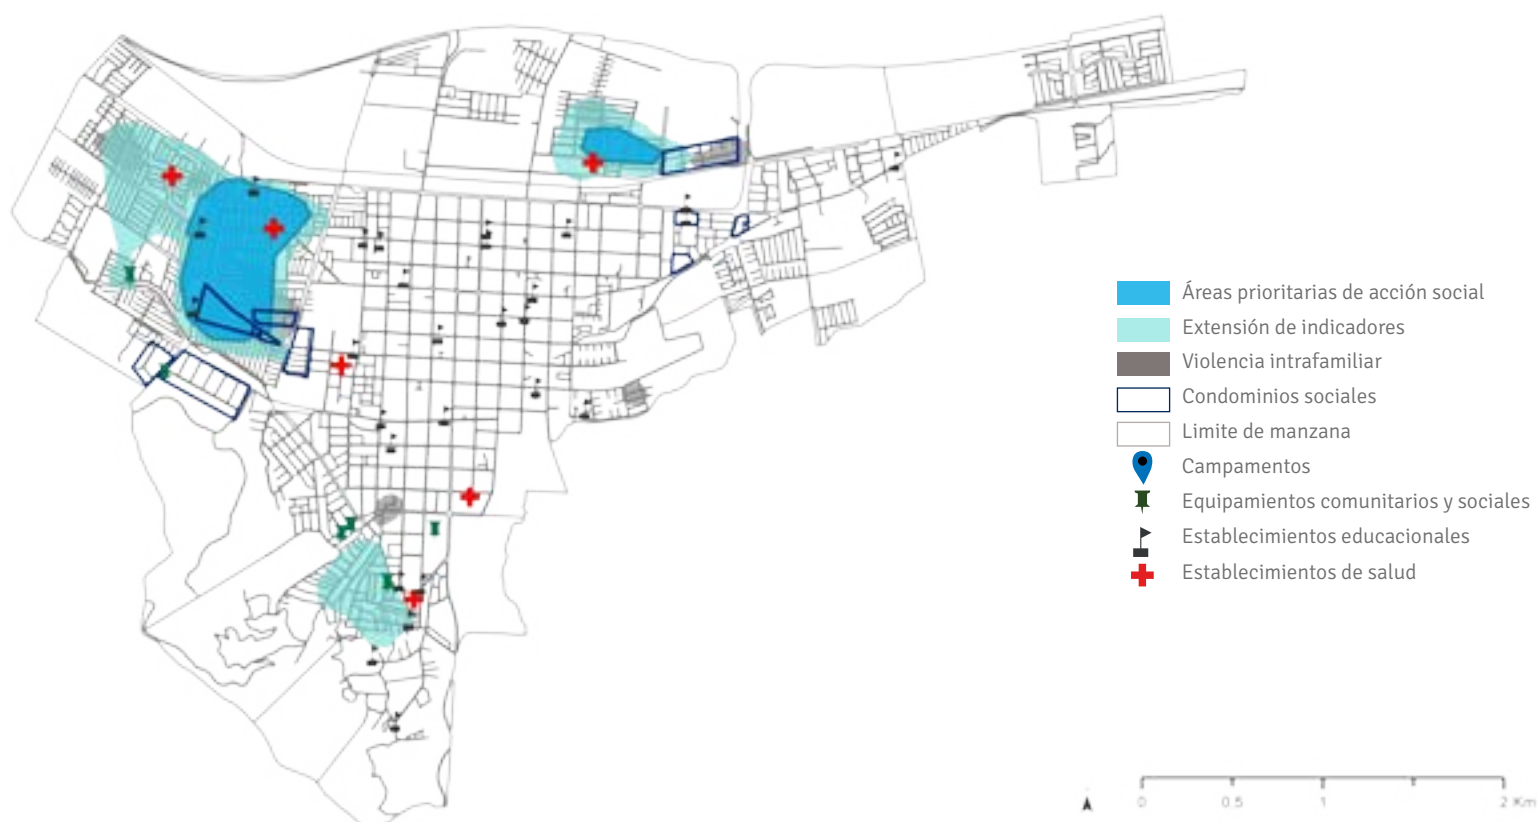 Áreas prioritarias de acción social
Extensión de indicadores
Violencia intrafamiliar
Condominios sociales
Limite de manzana
Campamentos
Equipamientos comunitarios y sociales
Establecimientos educacionales
Establecimientos de salud
0 0.5 1 2 Km